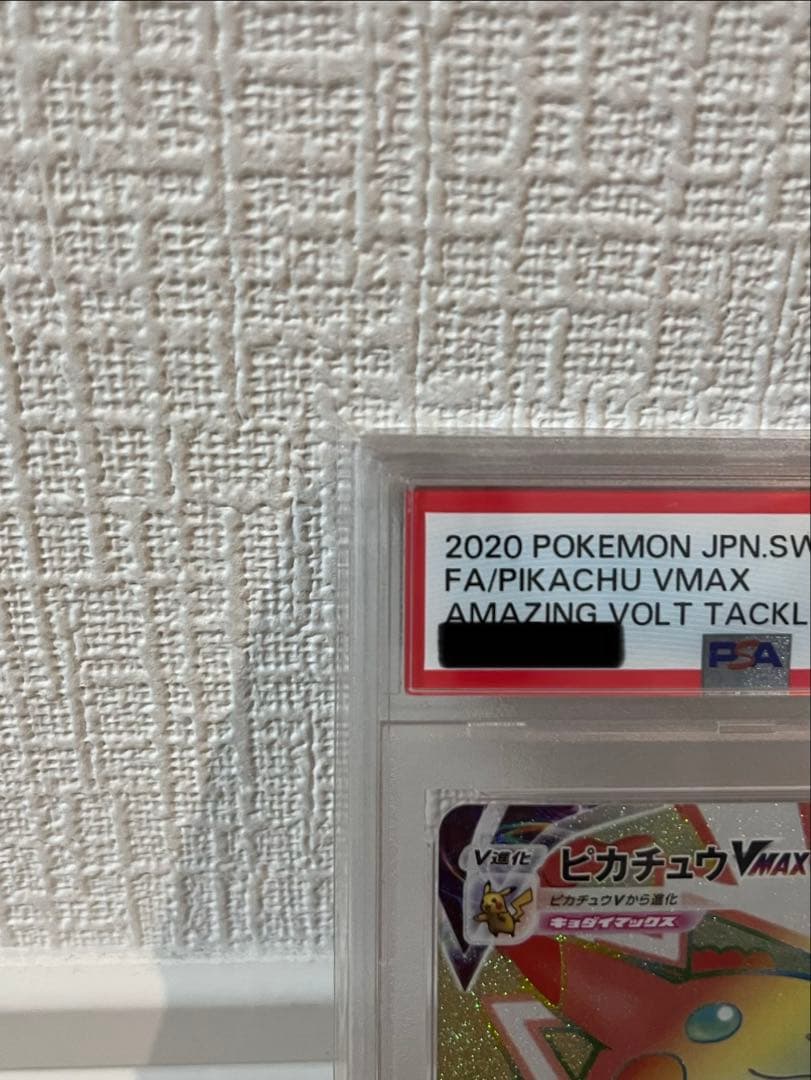 2020 POKEMON JPN.SW
FA/PIKACHU VMAX
AMAZING VOLT TACKL
PSA
V進化
ピカチュウVMAX
ピカチュウVから進化
キョダイマックス